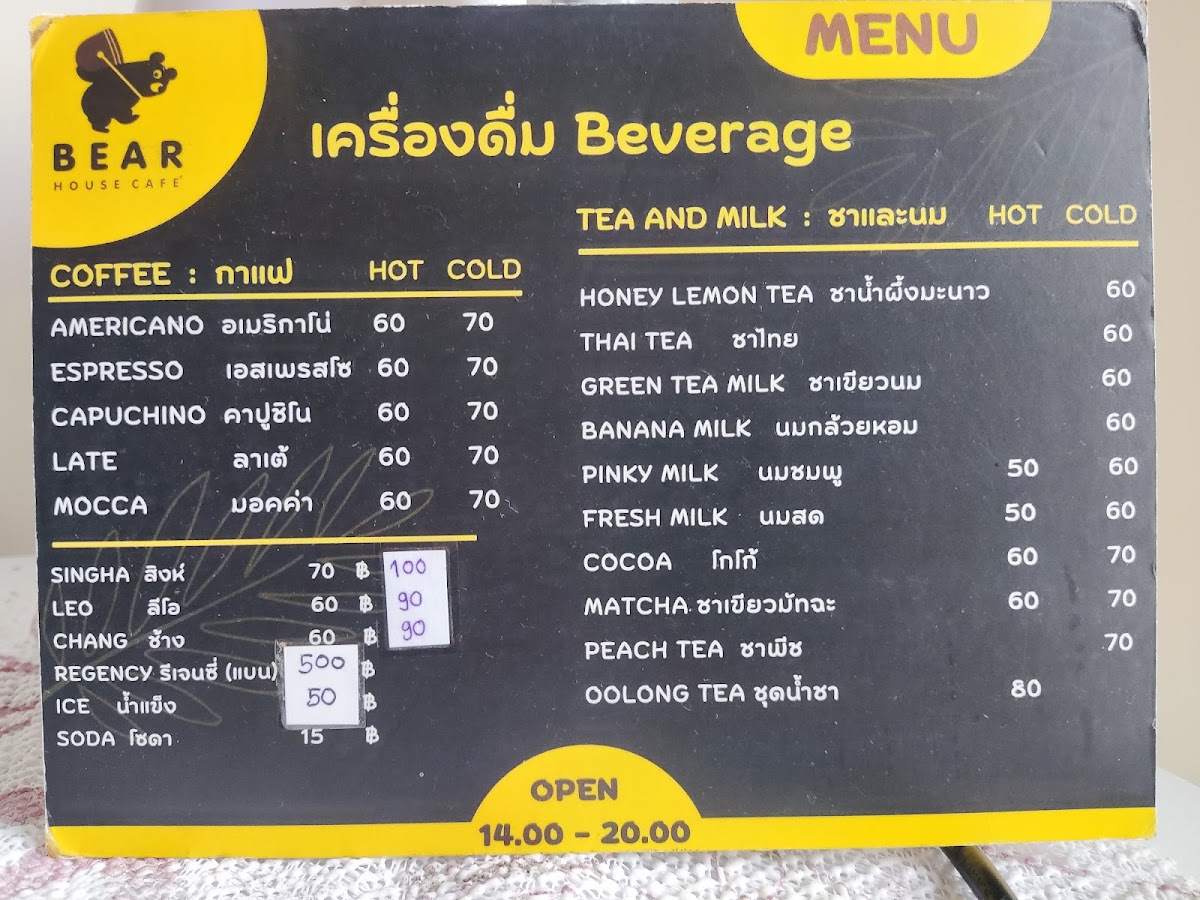 BEAR
HOUSE CAFE'
MENU
เครื่องดื่ม Beverage
COFFEE : กาแฟ HOT COLD
AMERICANO อเมริกาโน่ 60 70
ESPRESSO เอสเพรสโซ 60 70
CAPUCHINO คาปูชิโน 60 70
LATE ลาเต้ 60 70
MOCCA มอคค่า 60 70
SINGHA สิงห์ 70 ฿ 100
LEO ลีโอ 60 ฿ 90
CHANG ช้าง 60 ฿ 90
REGENCY รีเจนซี่ (แบน) 500 ฿
ICE น้ำแข็ง 50 ฿
SODA โซดา 15 ฿
TEA AND MILK : ชาและนม HOT COLD
HONEY LEMON TEA ชาน้ำผึ้งมะนาว 60
THAI TEA ชาไทย 60
GREEN TEA MILK ชาเขียวนม 60
BANANA MILK นมกล้วยหอม 60
PINKY MILK นมชมพู 50 60
FRESH MILK นมสด 50 60
COCOA โกโก้ 60 70
MATCHA ชาเขียวมัทฉะ 60 70
PEACH TEA ชาพีช 70
OOLONG TEA ชุดน้ำชา 80
OPEN
14.00 - 20.00